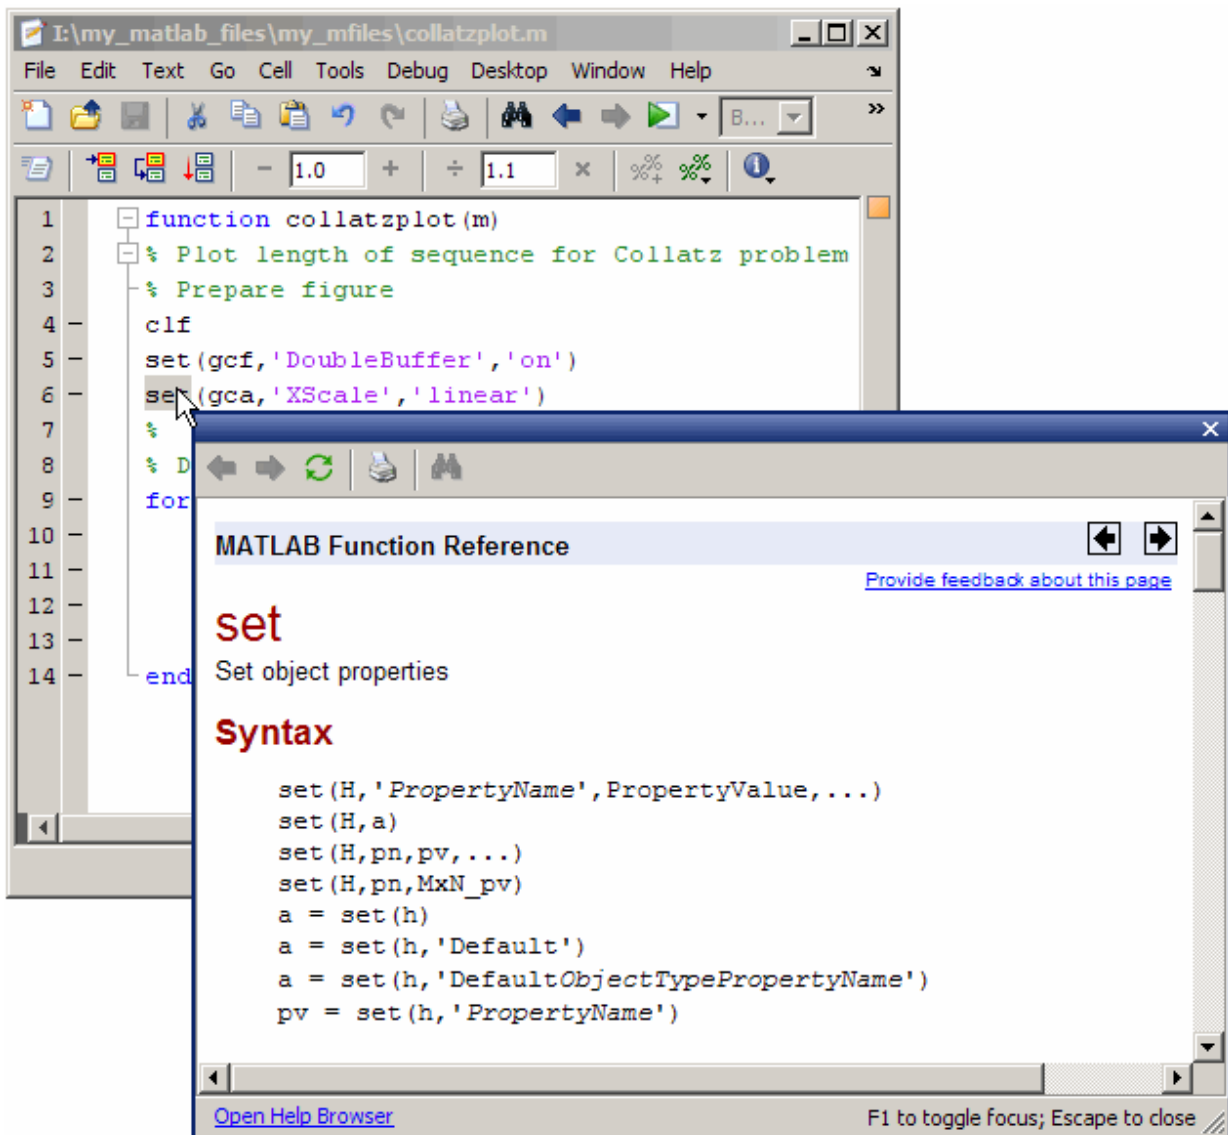 I:\my_matlab_files\my_mfiles\collatzplot.m
File Edit Text Go Cell Tools Debug Desktop Window Help
B...
1.0 1.1
1 function collatzplot(m)
2 % Plot length of sequence for Collatz problem
3 % Prepare figure
4 clf
5 set(gcf,'DoubleBuffer','on')
6 set(gca,'XScale','linear')
7 %
8 % D
9 for
10
11
12
13
14 end
MATLAB Function Reference
Provide feedback about this page
set
Set object properties
Syntax
set(H,'PropertyName',PropertyValue,...)
set(H,a)
set(H,pn,pv,...)
set(H,pn,MxN_pv)
a = set(h)
a = set(h,'Default')
a = set(h,'DefaultObjectTypePropertyName')
pv = set(h,'PropertyName')
Open Help Browser F1 to toggle focus; Escape to close